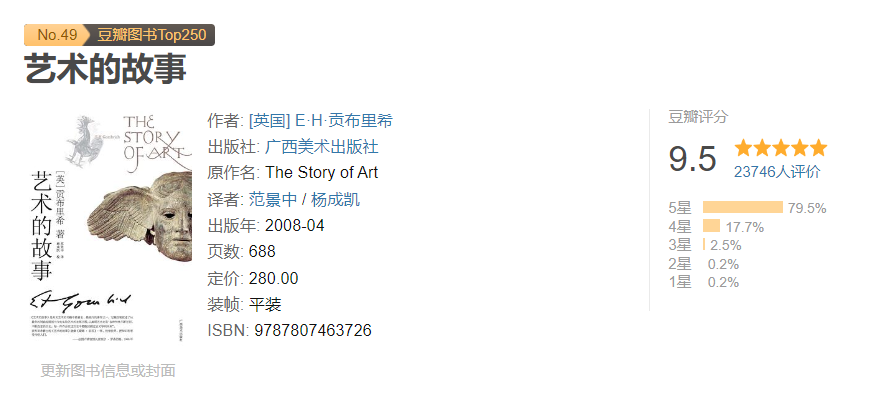 No.49 豆瓣图书Top250
艺术的故事
THE
STORY
OF ART
[英]贡布里希 著
艺术的故事
作者: [英国] E·H·贡布里希
出版社: 广西美术出版社
原作名: The Story of Art
译者: 范景中 / 杨成凯
出版年: 2008-04
页数: 688
定价: 280.00
装帧: 平装
ISBN: 9787807463726
更新图书信息或封面
豆瓣评分
9.5
23746人评价
5星 79.5%
4星 17.7%
3星 2.5%
2星 0.2%
1星 0.2%